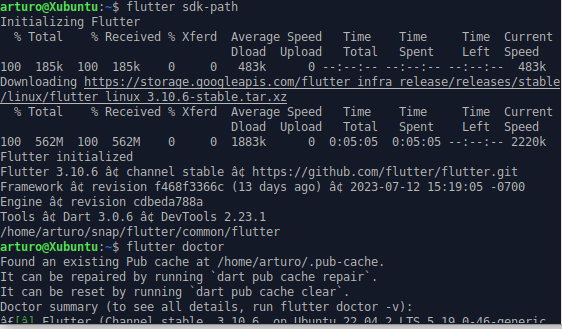 arturo@Xubuntu:~$ flutter sdk-path
Initializing Flutter
% Total % Received % Xferd Average Speed Time Time Time Current
Dload Upload Total Spent Left Speed
100 185k 100 185k 0 0 483k 0 --:--:-- --:--:-- --:--:-- 483k
Downloading https://storage.googleapis.com/flutter_infra_release/releases/stable
/linux/flutter_linux_3.10.6-stable.tar.xz
% Total % Received % Xferd Average Speed Time Time Time Current
Dload Upload Total Spent Left Speed
100 562M 100 562M 0 0 1883k 0 0:05:05 0:05:05 --:--:-- 2220k
Flutter initialized
Flutter 3.10.6 â¢ channel stable â¢ https://github.com/flutter/flutter.git
Framework â¢ revision f468f3366c (13 days ago) â¢ 2023-07-12 15:19:05 -0700
Engine â¢ revision cdbeda788a
Tools â¢ Dart 3.0.6 â¢ DevTools 2.23.1
/home/arturo/snap/flutter/common/flutter
arturo@Xubuntu:~$ flutter doctor
Found an existing Pub cache at /home/arturo/.pub-cache.
It can be repaired by running `dart pub cache repair`.
It can be reset by running `dart pub cache clear`.
Doctor summary (to see all details, run flutter doctor -v):
[â] Flutter (Channel stable, 3.10.6, on Ubuntu 22.04.2 LTS 5.19.0-46-generic,